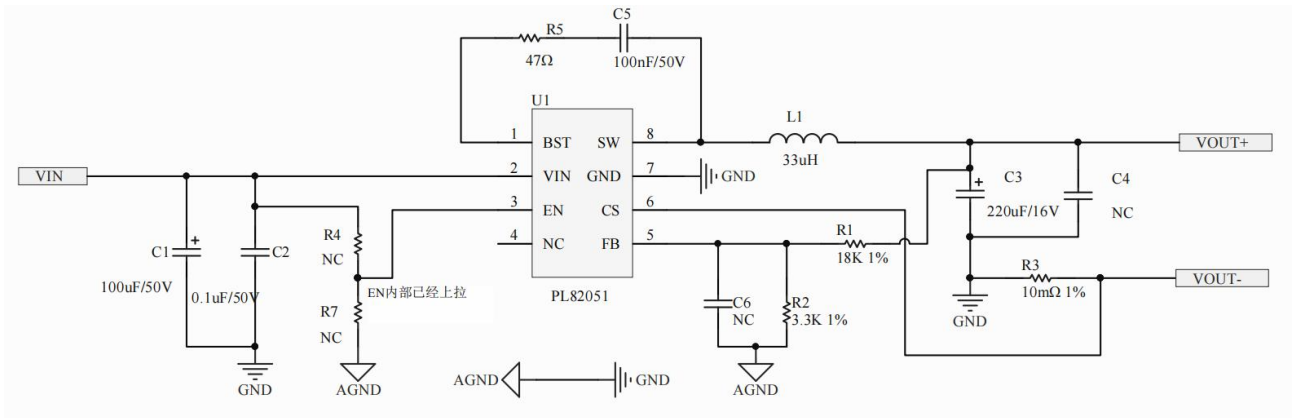 C5
R5
47Ω
100nF/50V
U1
L1
1
BST
SW
8
33uH
VOUT+
VIN
2
VIN
GND
7
GND
C3
C4
3
EN
CS
6
220uF/16V
NC
4
NC
FB
5
R1
18K 1%
R4
NC
C1
C2
100uF/50V
0.1uF/50V
EN内部已经上拉
PL82051
R3
10mΩ 1%
VOUT-
R7
NC
C6
NC
R2
3.3K 1%
GND
GND
AGND
AGND
GND
AGND